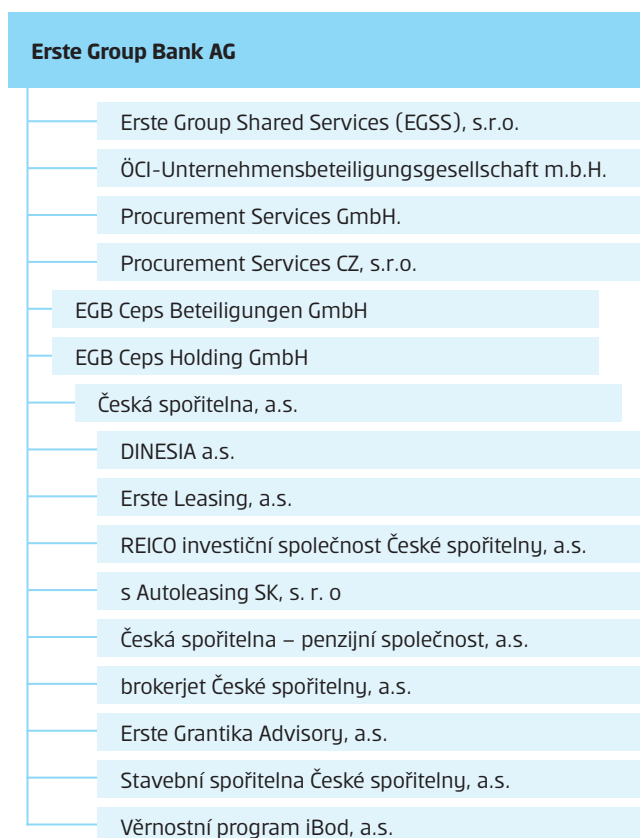 Erste Group Bank AG
Erste Group Shared Services (EGSS), s.r.o.
ÖCI-Unternehmensbeteiligungsgesellschaft m.b.H.
Procurement Services GmbH.
Procurement Services CZ, s.r.o.
EGB Ceps Beteiligungen GmbH
EGB Ceps Holding GmbH
Česká spořitelna, a.s.
DINESIA a.s.
Erste Leasing, a.s.
REICO investiční společnost České spořitelny, a.s.
s Autoleasing SK, s. r. o
Česká spořitelna – penzijní společnost, a.s.
brokerjet České spořitelny, a.s.
Erste Grantika Advisory, a.s.
Stavební spořitelna České spořitelny, a.s.
Věrnostní program iBod, a.s.